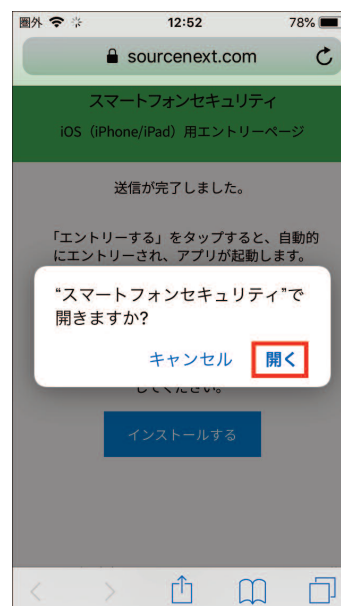 圏外 12:52 78%
sourcenext.com
スマートフォンセキュリティ
iOS（iPhone/iPad）用エントリーページ
送信が完了しました。
「エントリーする」をタップすると、自動的
にエントリーされ、アプリが起動します。
“スマートフォンセキュリティ”で
開きますか?
キャンセル 開く
してください。
インストールする